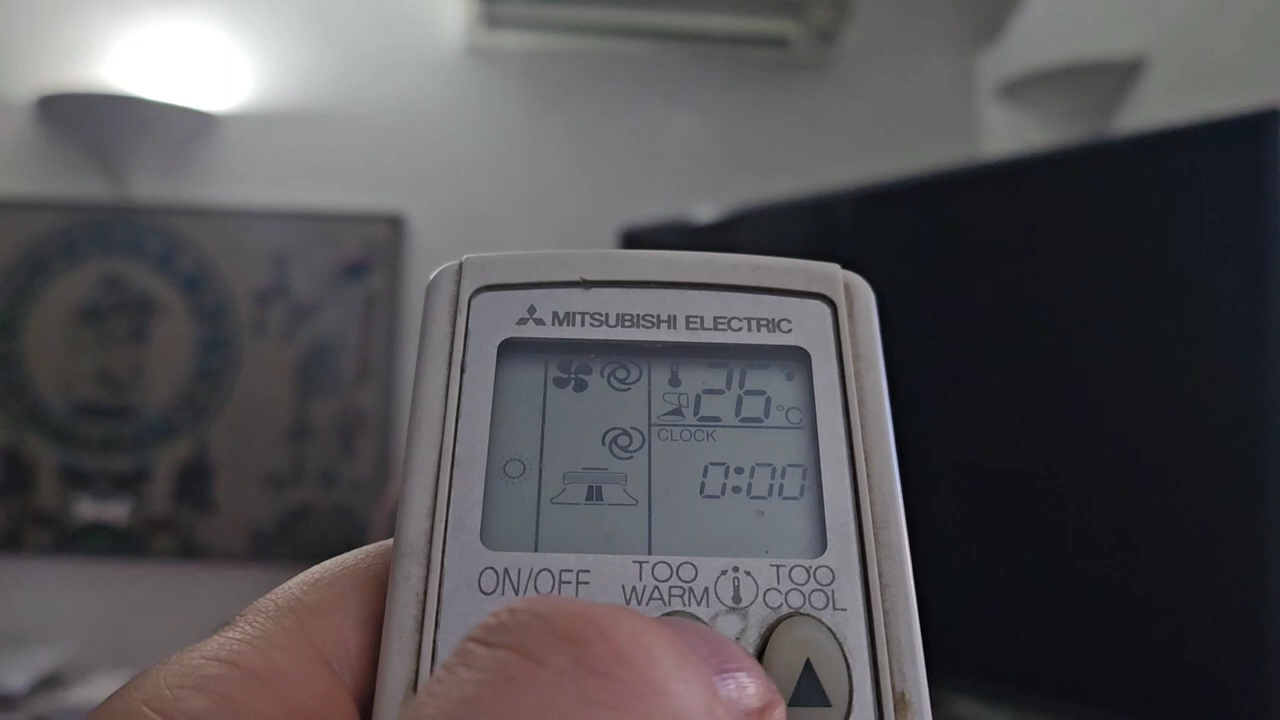 MITSUBISHI ELECTRIC
26 °C
CLOCK
0:00
ON/OFF
TOO WARM
TOO COOL